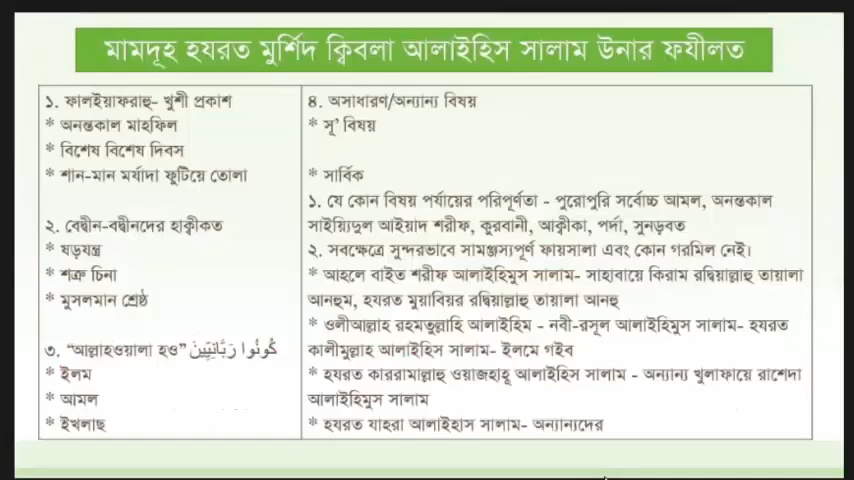 মামদূহ হযরত মুর্শিদ ক্বিবলা আলাইহিস সালাম উনার ফযীলত
১. ফালইয়াফরাহু- খুশী প্রকাশ
* অনন্তকাল মাহফিল
* বিশেষ বিশেষ দিবস
* শান-মান মর্যাদা ফুটিয়ে তোলা
২. বেদ্বীন-বদ্বীনদের হাক্বীকত
* ষড়যন্ত্র
* শত্রু চিনা
* মুসলমান শ্রেষ্ঠ
৩. “আল্লাহওয়ালা হও” كُونُوا رَبَّانِيِّينَ
* ইলম
* আমল
* ইখলাছ
৪. অসাধারণ/অন্যান্য বিষয়
* সূ’ বিষয়
* সার্বিক
১. যে কোন বিষয় পর্যায়ের পরিপূর্ণতা - পুরোপুরি সর্বোচ্চ আমল, অনন্তকাল
সাইয়্যিদুল আইয়াদ শরীফ, কুরবানী, আক্বীকা, পর্দা, সুনড়বত
২. সবক্ষেত্রে সুন্দরভাবে সামঞ্জস্যপূর্ণ ফায়সালা এবং কোন গরমিল নেই।
* আহলে বাইত শরীফ আলাইহিমুস সালাম- সাহাবায়ে কিরাম রদ্বিয়াল্লাহু তায়ালা
আনহুম, হযরত মুয়াবিয়র রদ্বিয়াল্লাহু তায়ালা আনহু
* ওলীআল্লাহ রহমতুল্লাহি আলাইহিম - নবী-রসূল আলাইহিমুস সালাম- হযরত
কালীমুল্লাহ আলাইহিস সালাম- ইলমে গইব
* হযরত কাররামাল্লাহু ওয়াজহাহূ আলাইহিস সালাম - অন্যান্য খুলাফায়ে রাশেদা
আলাইহিমুস সালাম
* হযরত যাহরা আলাইহাস সালাম- অন্যান্যদের